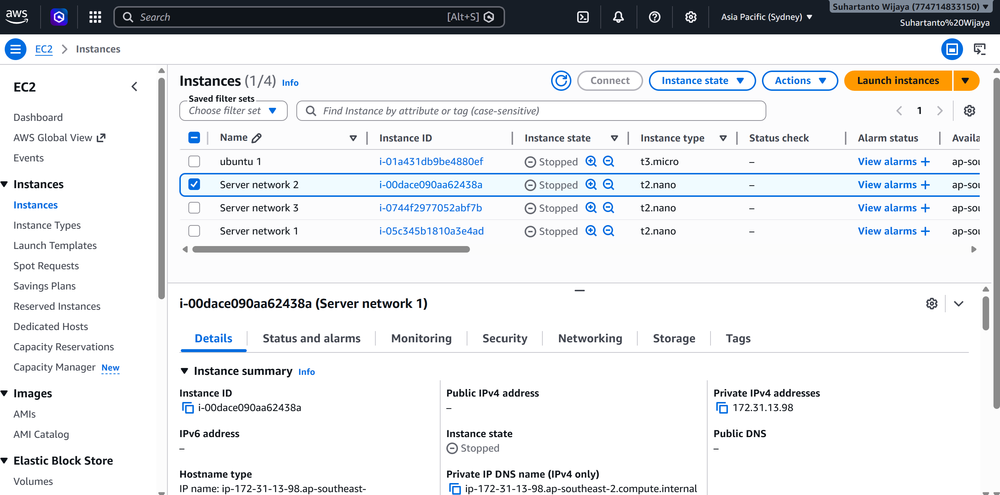 aws
Search [Alt+S]
Asia Pacific (Sydney)
Suhartanto Wijaya (774714833150)
Suhartanto%20Wijaya
EC2 Instances
EC2
Dashboard
AWS Global View
Events
Instances
Instances
Instance Types
Launch Templates
Spot Requests
Savings Plans
Reserved Instances
Dedicated Hosts
Capacity Reservations
Capacity Manager New
Images
AMIs
AMI Catalog
Elastic Block Store
Volumes
Instances (1/4) Info
Connect
Instance state
Actions
Launch instances
Saved filter sets
Choose filter set
Find Instance by attribute or tag (case-sensitive)
1
Name Instance ID Instance state Instance type Status check Alarm status Availa
ubuntu 1 i-01a431db9be4880ef Stopped t3.micro – View alarms + ap-sou
Server network 2 i-00dace090aa62438a Stopped t2.nano – View alarms + ap-sou
Server network 3 i-0744f2977052abf7b Stopped t2.nano – View alarms + ap-sou
Server network 1 i-05c345b1810a3e4ad Stopped t2.nano – View alarms + ap-sou
i-00dace090aa62438a (Server network 1)
Details Status and alarms Monitoring Security Networking Storage Tags
Instance summary Info
Instance ID
i-00dace090aa62438a
Public IPv4 address
–
Private IPv4 addresses
172.31.13.98
IPv6 address
–
Instance state
Stopped
Public DNS
–
Hostname type
IP name: ip-172-31-13-98.ap-southeast-
Private IP DNS name (IPv4 only)
ip-172-31-13-98.ap-southeast-2.compute.internal